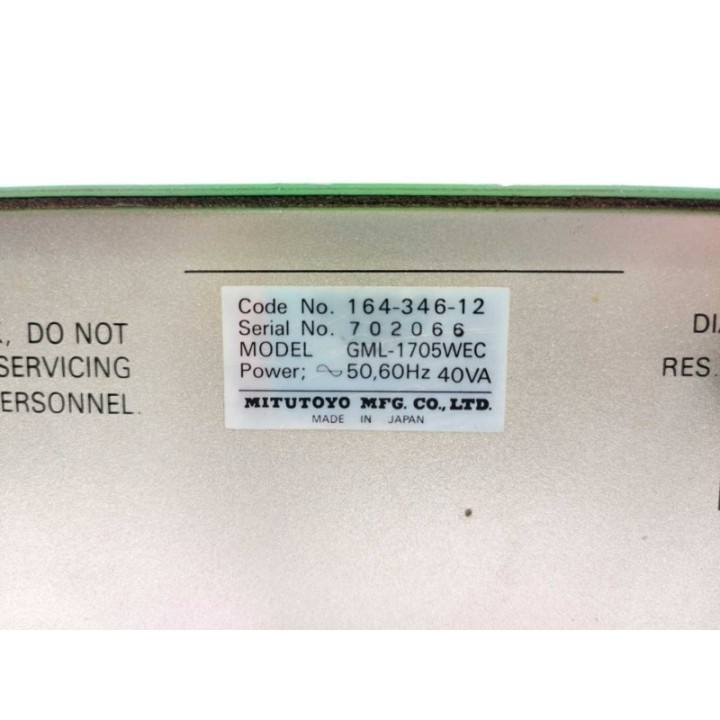 , DO NOT
SERVICING
ERSONNEL.
Code No. 164-346-12
Serial No. 702066
MODEL GML-1705WEC
Power; ~50,60Hz 40VA
MITUTOYO MFG. CO., LTD.
MADE IN JAPAN
DI
RES.